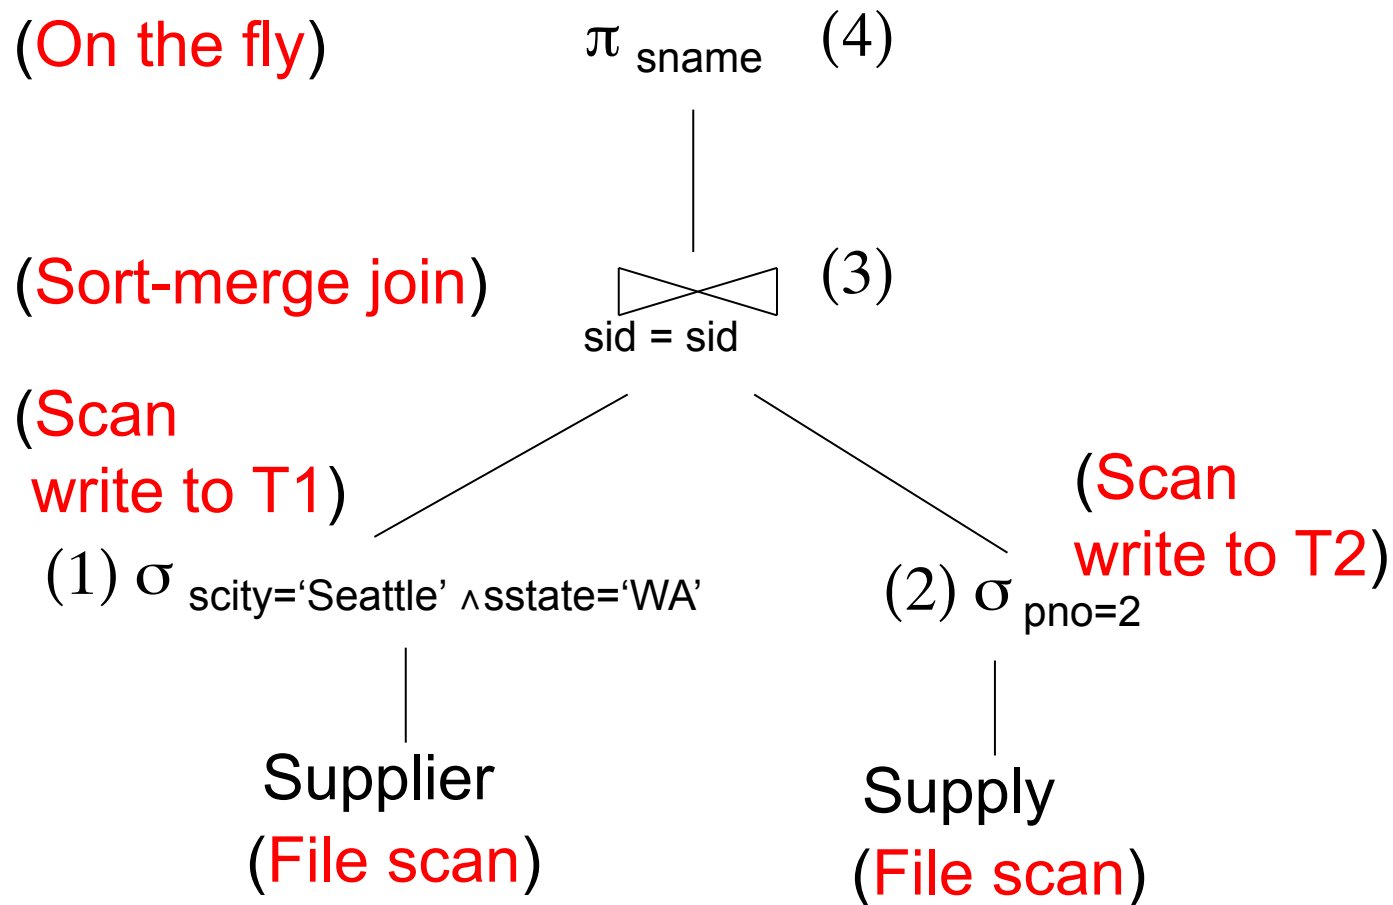 (On the fly) π sname (4)
(Sort-merge join) (3)
sid = sid
(Scan
write to T1)
(Scan
write to T2)
(1) σ scity=‘Seattle’ ∧sstate=‘WA’
(2) σ pno=2
Supplier
(File scan)
Supply
(File scan)